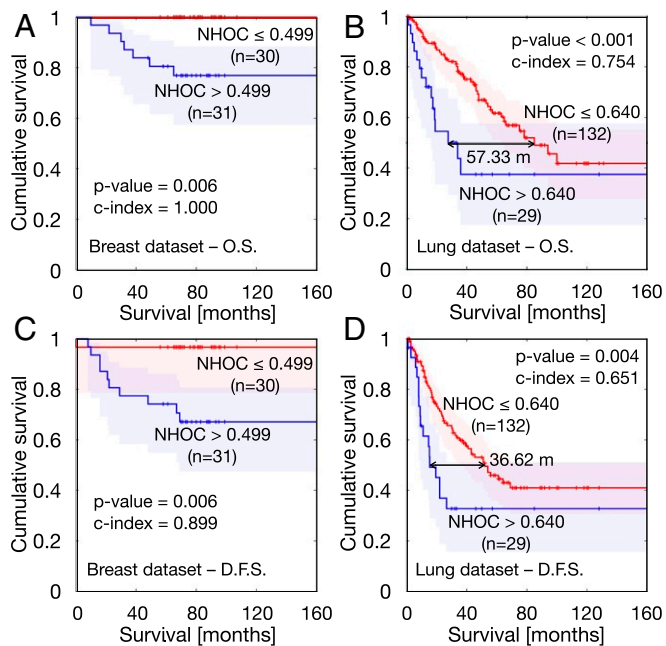 A
Cumulative survival
1
0.8
0.6
0.4
0.2
0
NHOC ≤ 0.499
(n=30)
NHOC > 0.499
(n=31)
p-value = 0.006
c-index = 1.000
Breast dataset – O.S.
0 40 80 120 160
Survival [months]
B
Cumulative survival
1
0.8
0.6
0.4
0.2
0
p-value < 0.001
c-index = 0.754
NHOC ≤ 0.640
(n=132)
57.33 m
NHOC > 0.640
(n=29)
Lung dataset – O.S.
0 40 80 120 160
Survival [months]
C
Cumulative survival
1
0.8
0.6
0.4
0.2
0
NHOC ≤ 0.499
(n=30)
NHOC > 0.499
(n=31)
p-value = 0.006
c-index = 0.899
Breast dataset – D.F.S.
0 40 80 120 160
Survival [months]
D
Cumulative survival
1
0.8
0.6
0.4
0.2
0
p-value = 0.004
c-index = 0.651
NHOC ≤ 0.640
(n=132)
36.62 m
NHOC > 0.640
(n=29)
Lung dataset – D.F.S.
0 40 80 120 160
Survival [months]